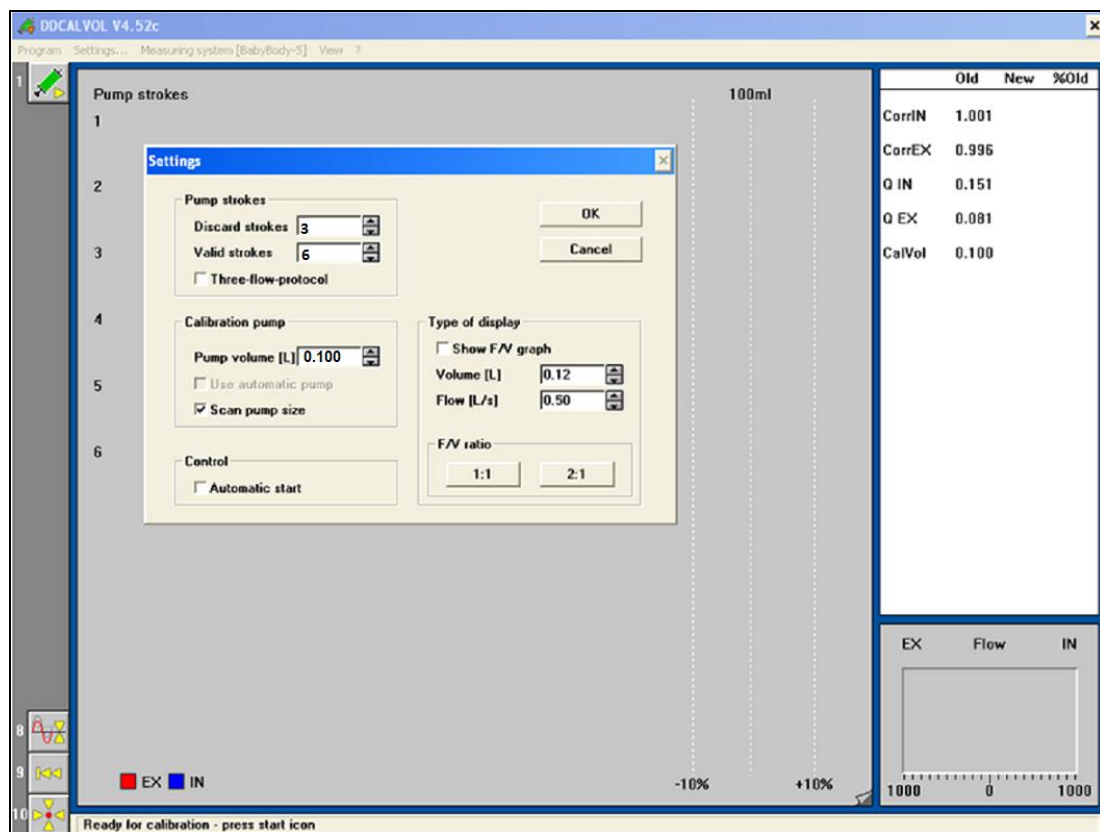 DDCALVOL V4.52c
Program Settings... Measuring system [BabyBody-S] View ?
1
Pump strokes
100ml
1
2
3
4
5
6
Settings
Pump strokes
Discard strokes 3
Valid strokes 6
Three-flow-protocol
OK
Cancel
Calibration pump
Pump volume [L] 0.100
Use automatic pump
Scan pump size
Control
Automatic start
Type of display
Show F/V graph
Volume [L] 0.12
Flow [L/s] 0.50
F/V ratio
1:1 2:1
Old New %Old
CorrIN 1.001
CorrEX 0.996
Q IN 0.151
Q EX 0.081
CalVol 0.100
EX Flow IN
1000 0 1000
8
9
10
EX IN
-10% +10%
Ready for calibration - press start icon